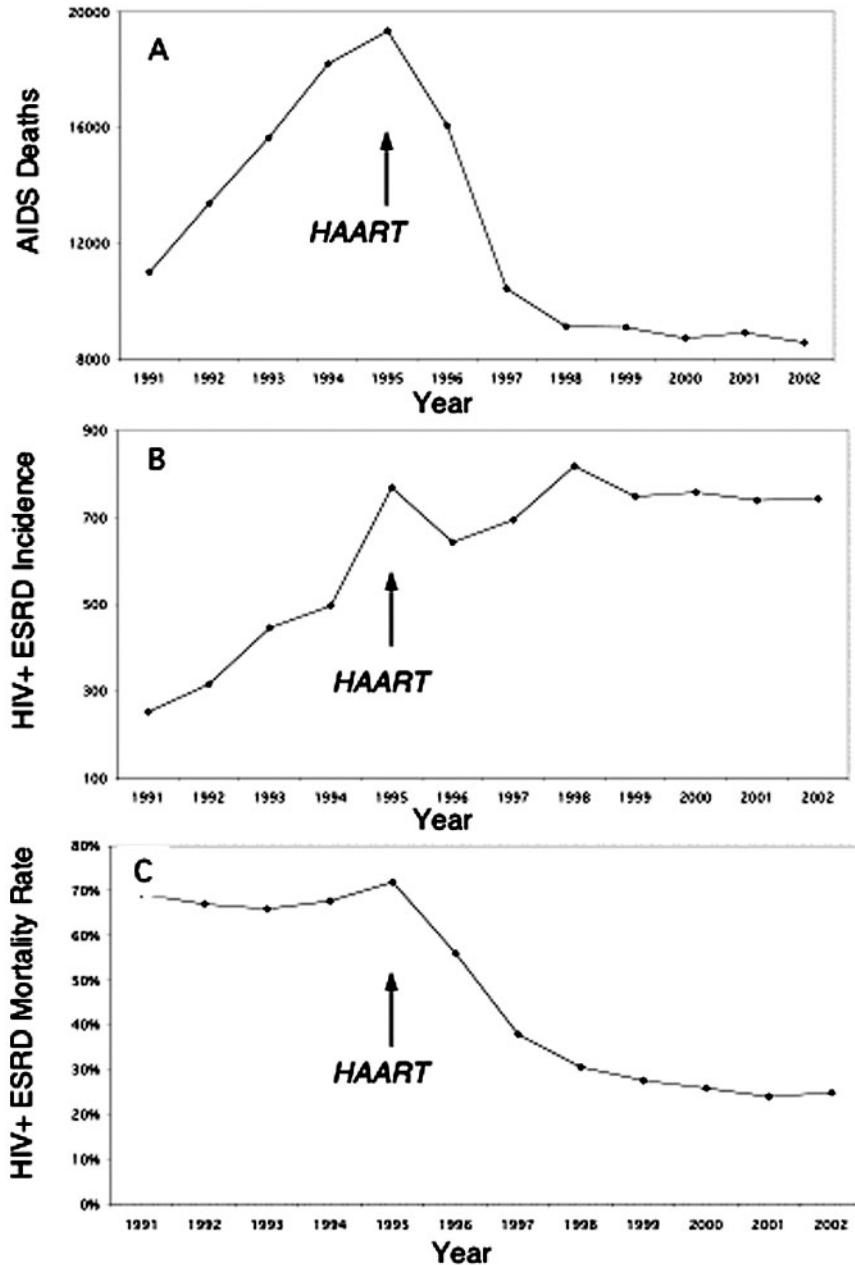 A
AIDS Deaths
20000
16000
12000
8000
HAART
1991 1992 1993 1994 1995 1996 1997 1998 1999 2000 2001 2002
Year
B
HIV+ ESRD Incidence
900
700
500
300
100
HAART
1991 1992 1993 1994 1995 1996 1997 1998 1999 2000 2001 2002
Year
C
HIV+ ESRD Mortality Rate
80%
70%
60%
50%
40%
30%
20%
10%
0%
HAART
1991 1992 1993 1994 1995 1996 1997 1998 1999 2000 2001 2002
Year